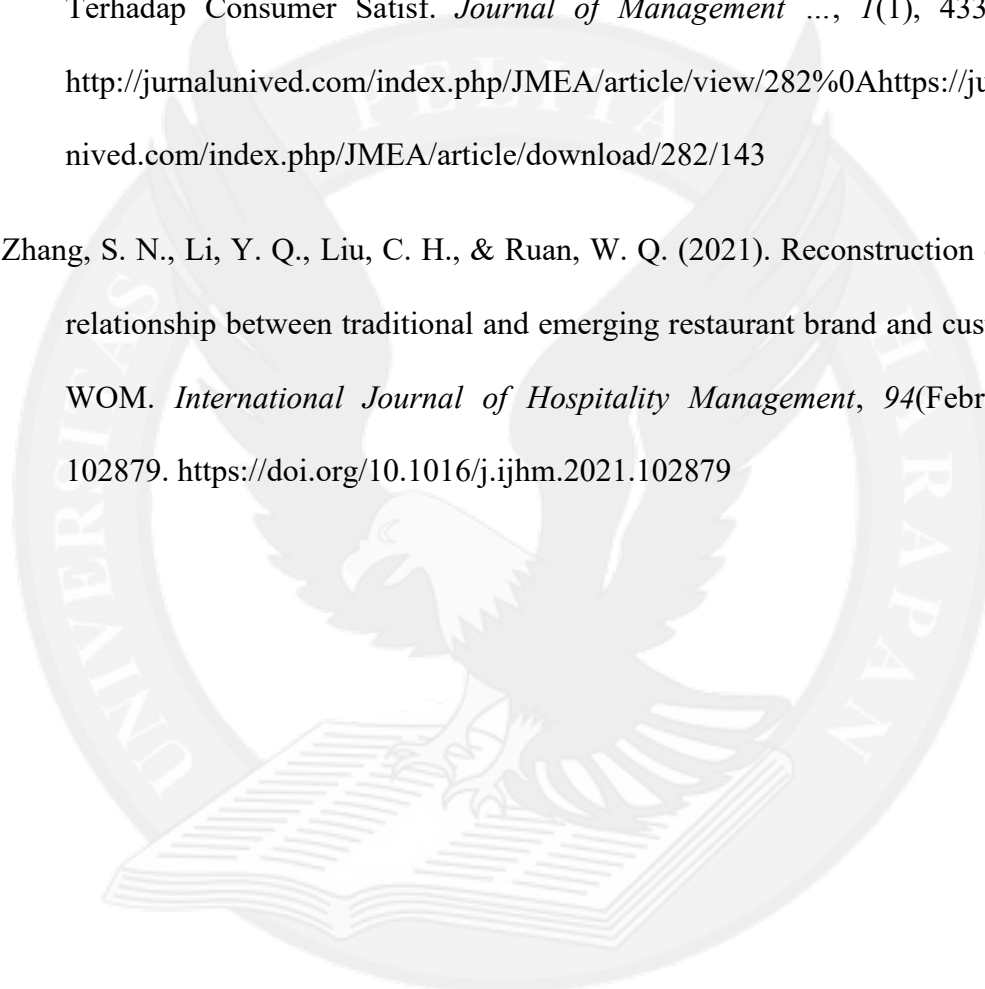 Terhadap Consumer Satisf. Journal of Management ..., 1(1), 433
http://jurnalunived.com/index.php/JMEA/article/view/282%0Ahttps://ju
nived.com/index.php/JMEA/article/download/282/143
Zhang, S. N., Li, Y. Q., Liu, C. H., & Ruan, W. Q. (2021). Reconstruction
relationship between traditional and emerging restaurant brand and cus
WOM. International Journal of Hospitality Management, 94(Febr
102879. https://doi.org/10.1016/j.ijhm.2021.102879
UNIVERSITAS PELITA HARAPAN